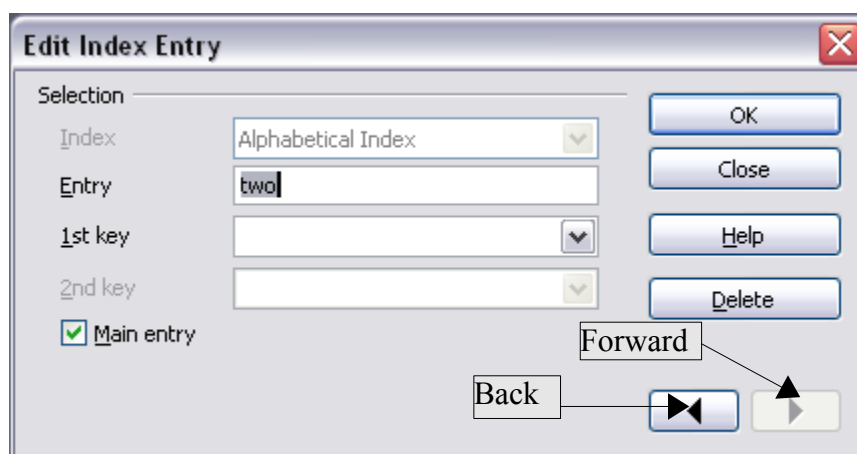 Edit Index Entry
Selection
Index
Alphabetical Index
OK
Entry
two
Close
1st key
Help
2nd key
Delete
Main entry
Forward
Back